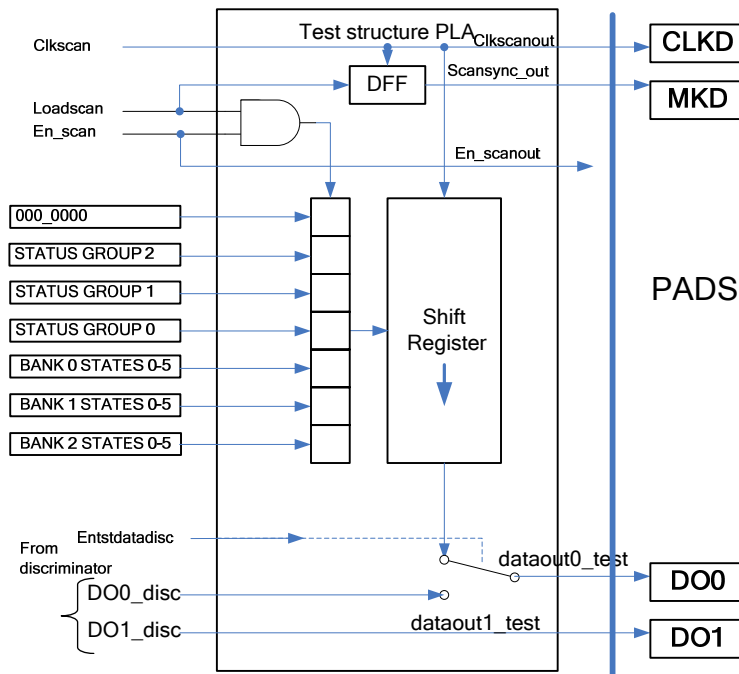 Test structure PLA
Clkscan
Clkscanout
CLKD
DFF
Scansync_out
MKD
Loadscan
En_scan
En_scanout
000_0000
STATUS GROUP 2
STATUS GROUP 1
STATUS GROUP 0
BANK 0 STATES 0-5
BANK 1 STATES 0-5
BANK 2 STATES 0-5
Shift
Register
PADS
Entstdatadisc
From
discriminator
dataout0_test
DO0
DO0_disc
DO1_disc
dataout1_test
DO1